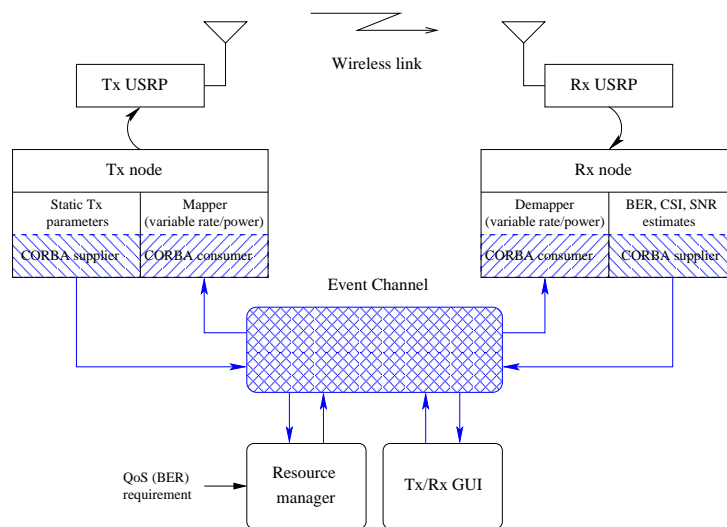 Wireless link
Tx USRP
Rx USRP
Tx node
Static Tx
parameters
CORBA supplier
Mapper
(variable rate/power)
CORBA consumer
Rx node
Demapper
(variable rate/power)
CORBA consumer
BER, CSI, SNR
estimates
CORBA supplier
Event Channel
QoS (BER)
requirement
Resource
manager
Tx/Rx GUI